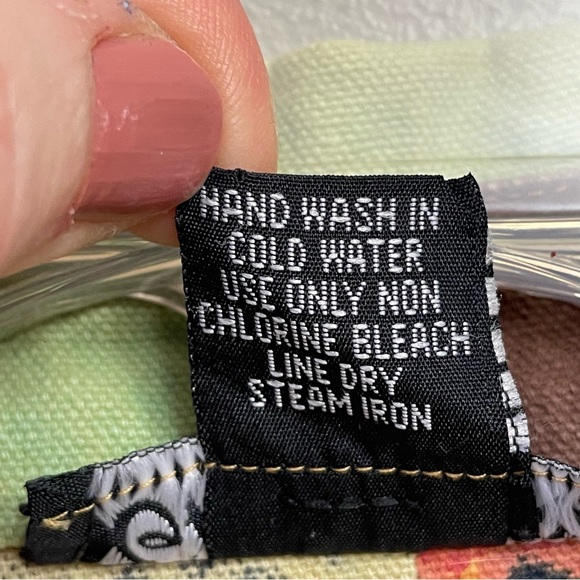 HAND WASH IN
COLD WATER
USE ONLY NON
CHLORINE BLEACH
LINE DRY
STEAM IRON